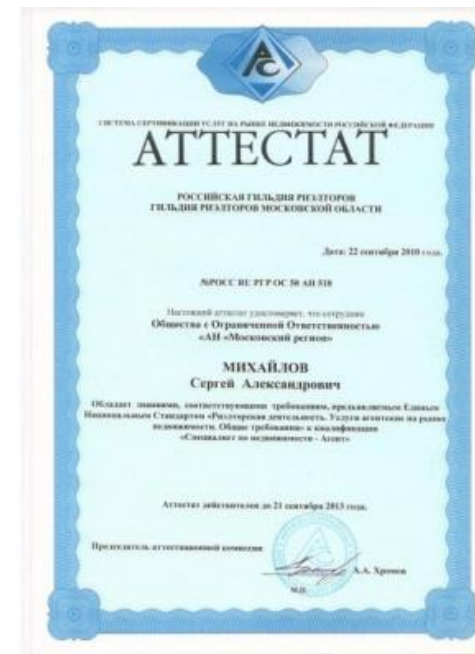 АС
СИСТЕМА СЕРТИФИКАЦИИ УСЛУГ НА РЫНКЕ НЕДВИЖИМОСТИ РОССИЙСКОЙ ФЕДЕРАЦИИ
АТТЕСТАТ
РОССИЙСКАЯ ГИЛЬДИЯ РИЭЛТОРОВ
ГИЛЬДИЯ РИЭЛТОРОВ МОСКОВСКОЙ ОБЛАСТИ
Дата: 22 сентября 2010 года.
№РОСС RU РГР ОС 50 АН 510
Настоящий аттестат удостоверяет, что сотрудник
Общества с Ограниченной Ответственностью
«АН «Московский регион»
МИХАЙЛОВ
Сергей Александрович
Обладает знаниями, соответствующими требованиям, предъявляемым Единым
Национальным Стандартом «Риэлторская деятельность. Услуги агентские на рынке
недвижимости. Общие требования» к квалификации
«Специалист по недвижимости - Агент»
Аттестат действителен до 21 сентября 2013 года.
Председатель аттестационной комиссии
А.А. Хромов
М.П.